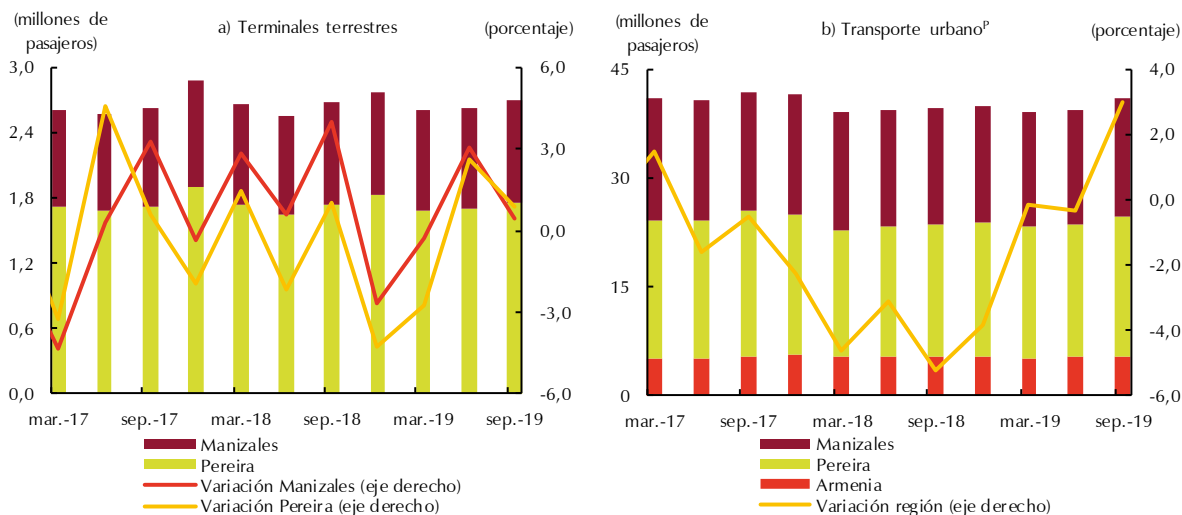 (millones de
pasajeros)
a) Terminales terrestres
(porcentaje)
3,0
2,4
1,8
1,2
0,6
0,0
6,0
3,0
0,0
-3,0
-6,0
mar.-17
sep.-17
mar.-18
sep.-18
mar.-19
sep.-19
Manizales
Pereira
Variación Manizales (eje derecho)
Variación Pereira (eje derecho)
(millones de
pasajeros)
b) Transporte urbanoᵖ
(porcentaje)
45
30
15
0
4,0
2,0
0,0
-2,0
-4,0
-6,0
mar.-17
sep.-17
mar.-18
sep.-18
mar.-19
sep.-19
Manizales
Pereira
Armenia
Variación región (eje derecho)